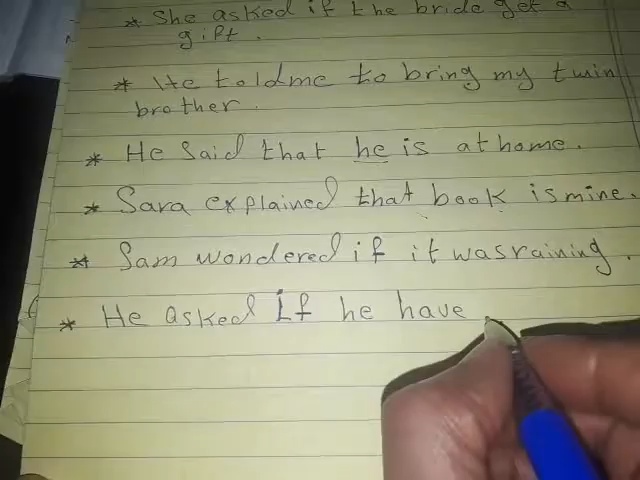 * She asked if the bride get a
gift.
* He told me to bring my twin
brother.
* He said that he is at home.
* Sara explained that book is mine.
* Sam wondered if it was raining.
* He asked if he have